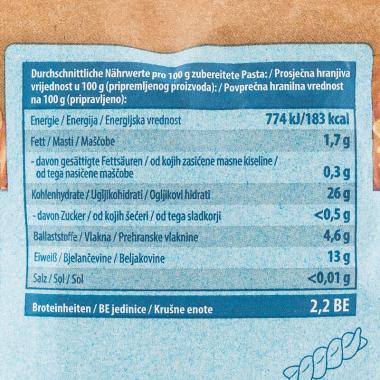 Durchschnittliche Nährwerte pro 100 g zubereitete Pasta: / Prosječna hranjiva
vrijednost u 100 g (pripremljenog proizvoda): / Povprečna hranilna vrednost
na 100 g (pripravljeno):
Energie / Energija / Energijska vrednost 774 kJ/183 kcal
Fett / Masti / Maščobe 1,7 g
- davon gesättigte Fettsäuren / od kojih zasićene masne kiseline /
od tega nasičene maščobe 0,3 g
Kohlenhydrate / Ugljikohidrati / Ogljikovi hidrati 26 g
- davon Zucker / od kojih šećeri / od tega sladkorji <0,5 g
Ballaststoffe / Vlakna / Prehranske vlaknine 4,6 g
Eiweiß / Bjelančevine / Beljakovine 13 g
Salz / Sol / Sol <0,01 g
Broteinheiten / BE jedinice / Krušne enote 2,2 BE